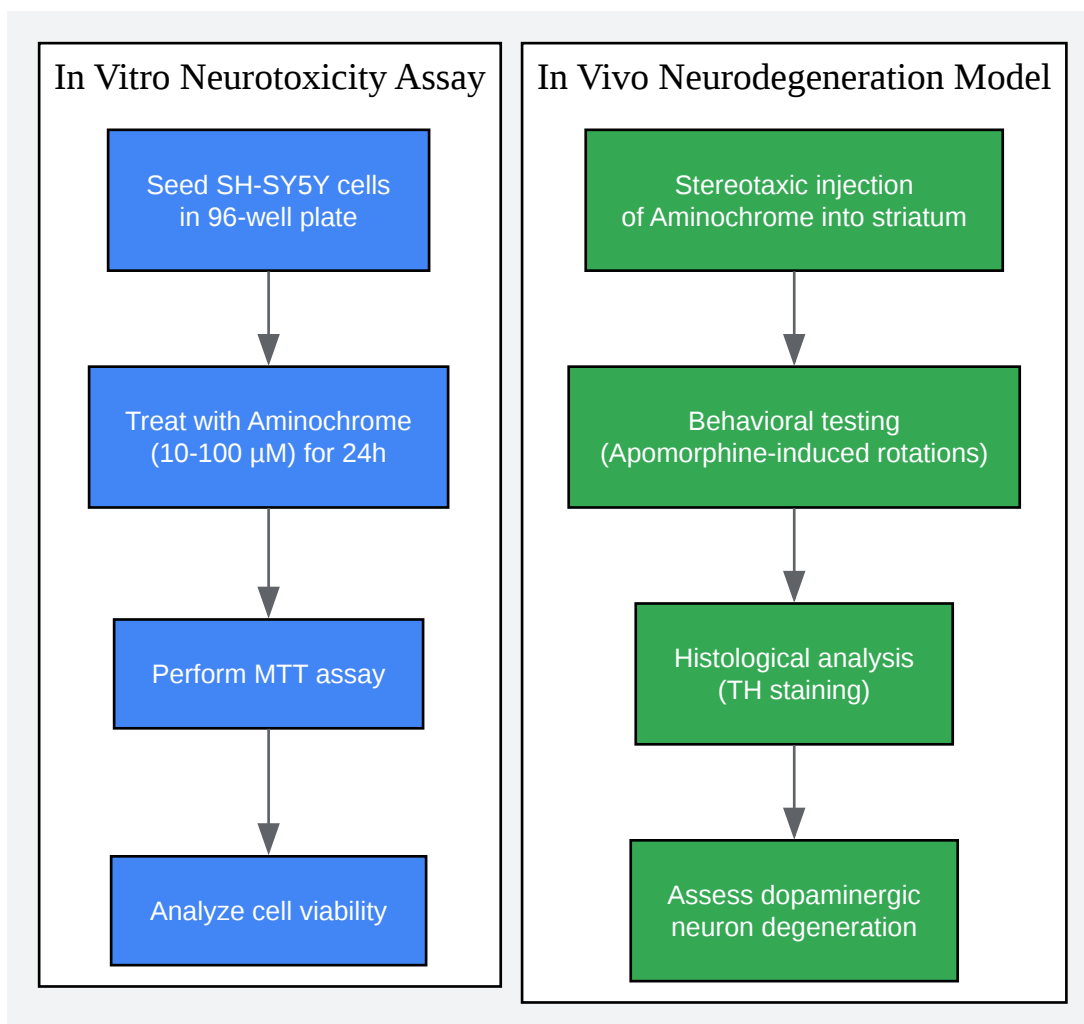 In Vitro Neurotoxicity Assay
Seed SH-SY5Y cells
in 96-well plate
Treat with Aminochrome
(10-100 µM) for 24h
Perform MTT assay
Analyze cell viability
In Vivo Neurodegeneration Model
Stereotaxic injection
of Aminochrome into striatum
Behavioral testing
(Apomorphine-induced rotations)
Histological analysis
(TH staining)
Assess dopaminergic
neuron degeneration